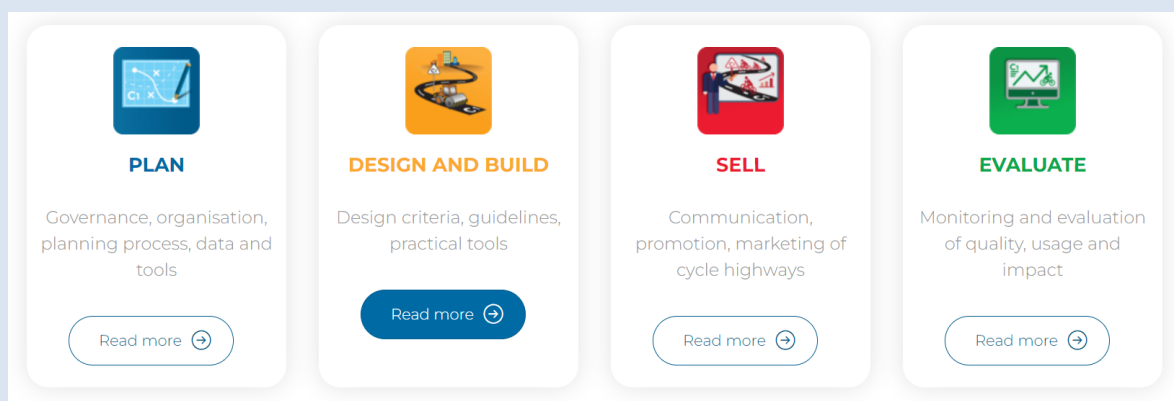 C1
PLAN
Governance, organisation,
planning process, data and
tools
Read more
DESIGN AND BUILD
Design criteria, guidelines,
practical tools
Read more
SELL
Communication,
promotion, marketing of
cycle highways
Read more
C1
EVALUATE
Monitoring and evaluation
of quality, usage and
impact
Read more